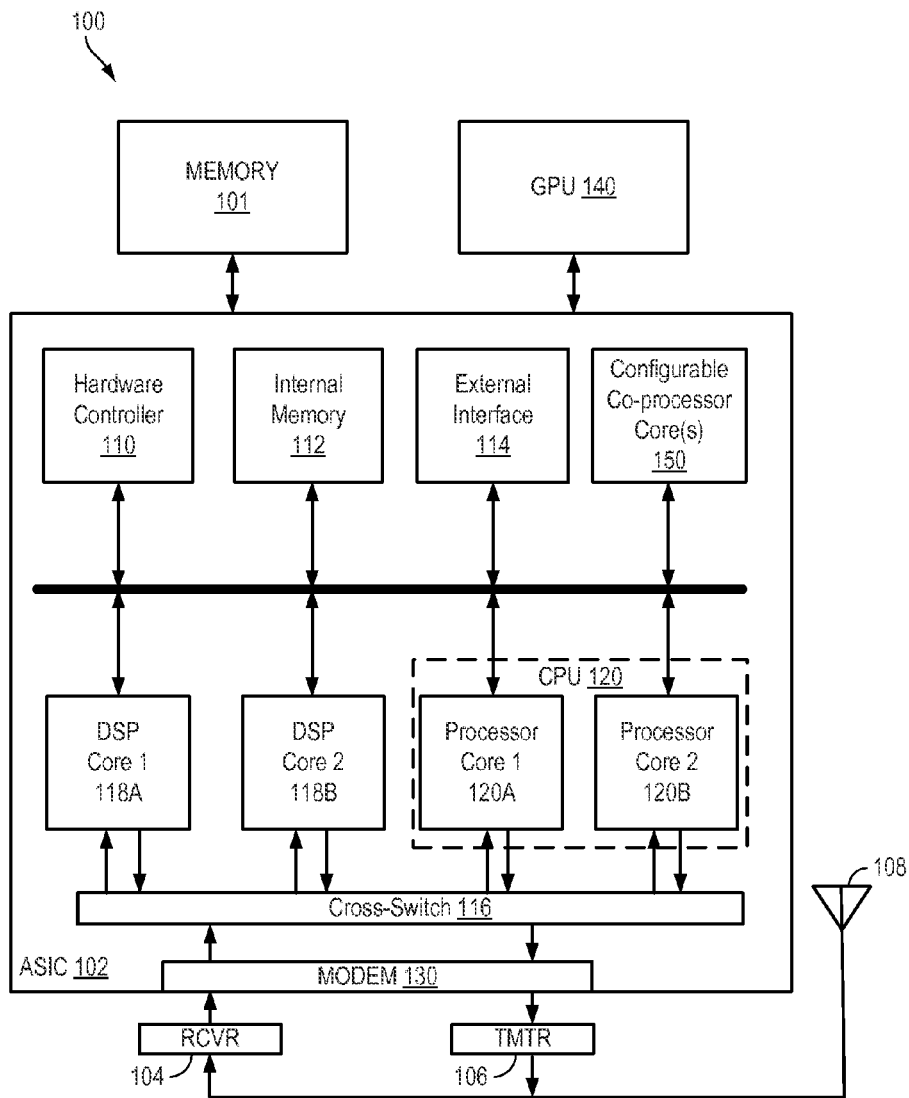 100
MEMORY
101
GPU 140
Hardware
Controller
110
Internal
Memory
112
External
Interface
114
Configurable
Co-processor
Core(s)
150
CPU 120
DSP
Core 1
118A
DSP
Core 2
118B
Processor
Core 1
120A
Processor
Core 2
120B
108
Cross-Switch 116
ASIC 102
MODEM 130
RCVR
TMTR
104
106